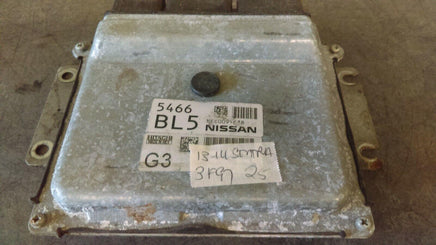 5466
BL5
NISSAN
G3
13-14 SENTRA
3F97 25